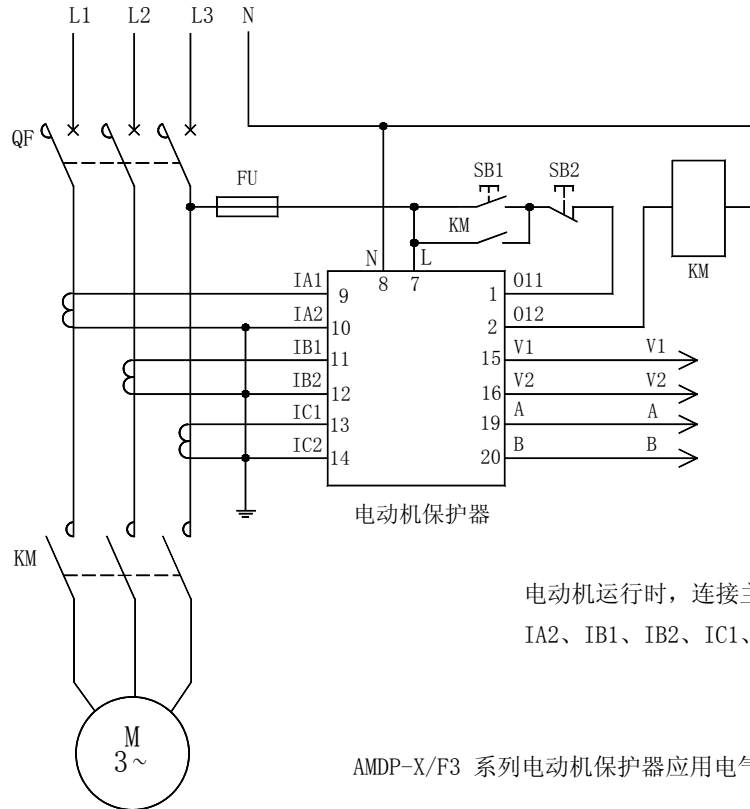 L1 L2 L3 N
QF
FU
SB1 SB2
KM
KM
N L
8 7
IA1 9 1 O11
IA2 10 2 O12
IB1 11 15 V1 V1
IB2 12 16 V2 V2
IC1 13 19 A A
IC2 14 20 B B
电动机保护器
KM
电动机运行时，连接主
IA2、IB1、IB2、IC1、
M
3~
AMDP-X/F3 系列电动机保护器应用电气